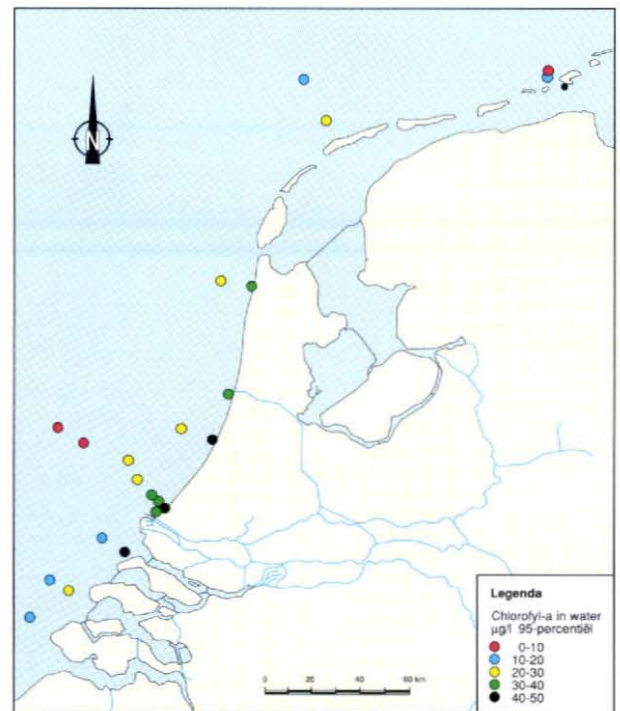 N
Legenda
Chlorofyl-a in water
µg/l 95-percentiël
0-10
10-20
20-30
30-40
40-50
0 20 40 60 km